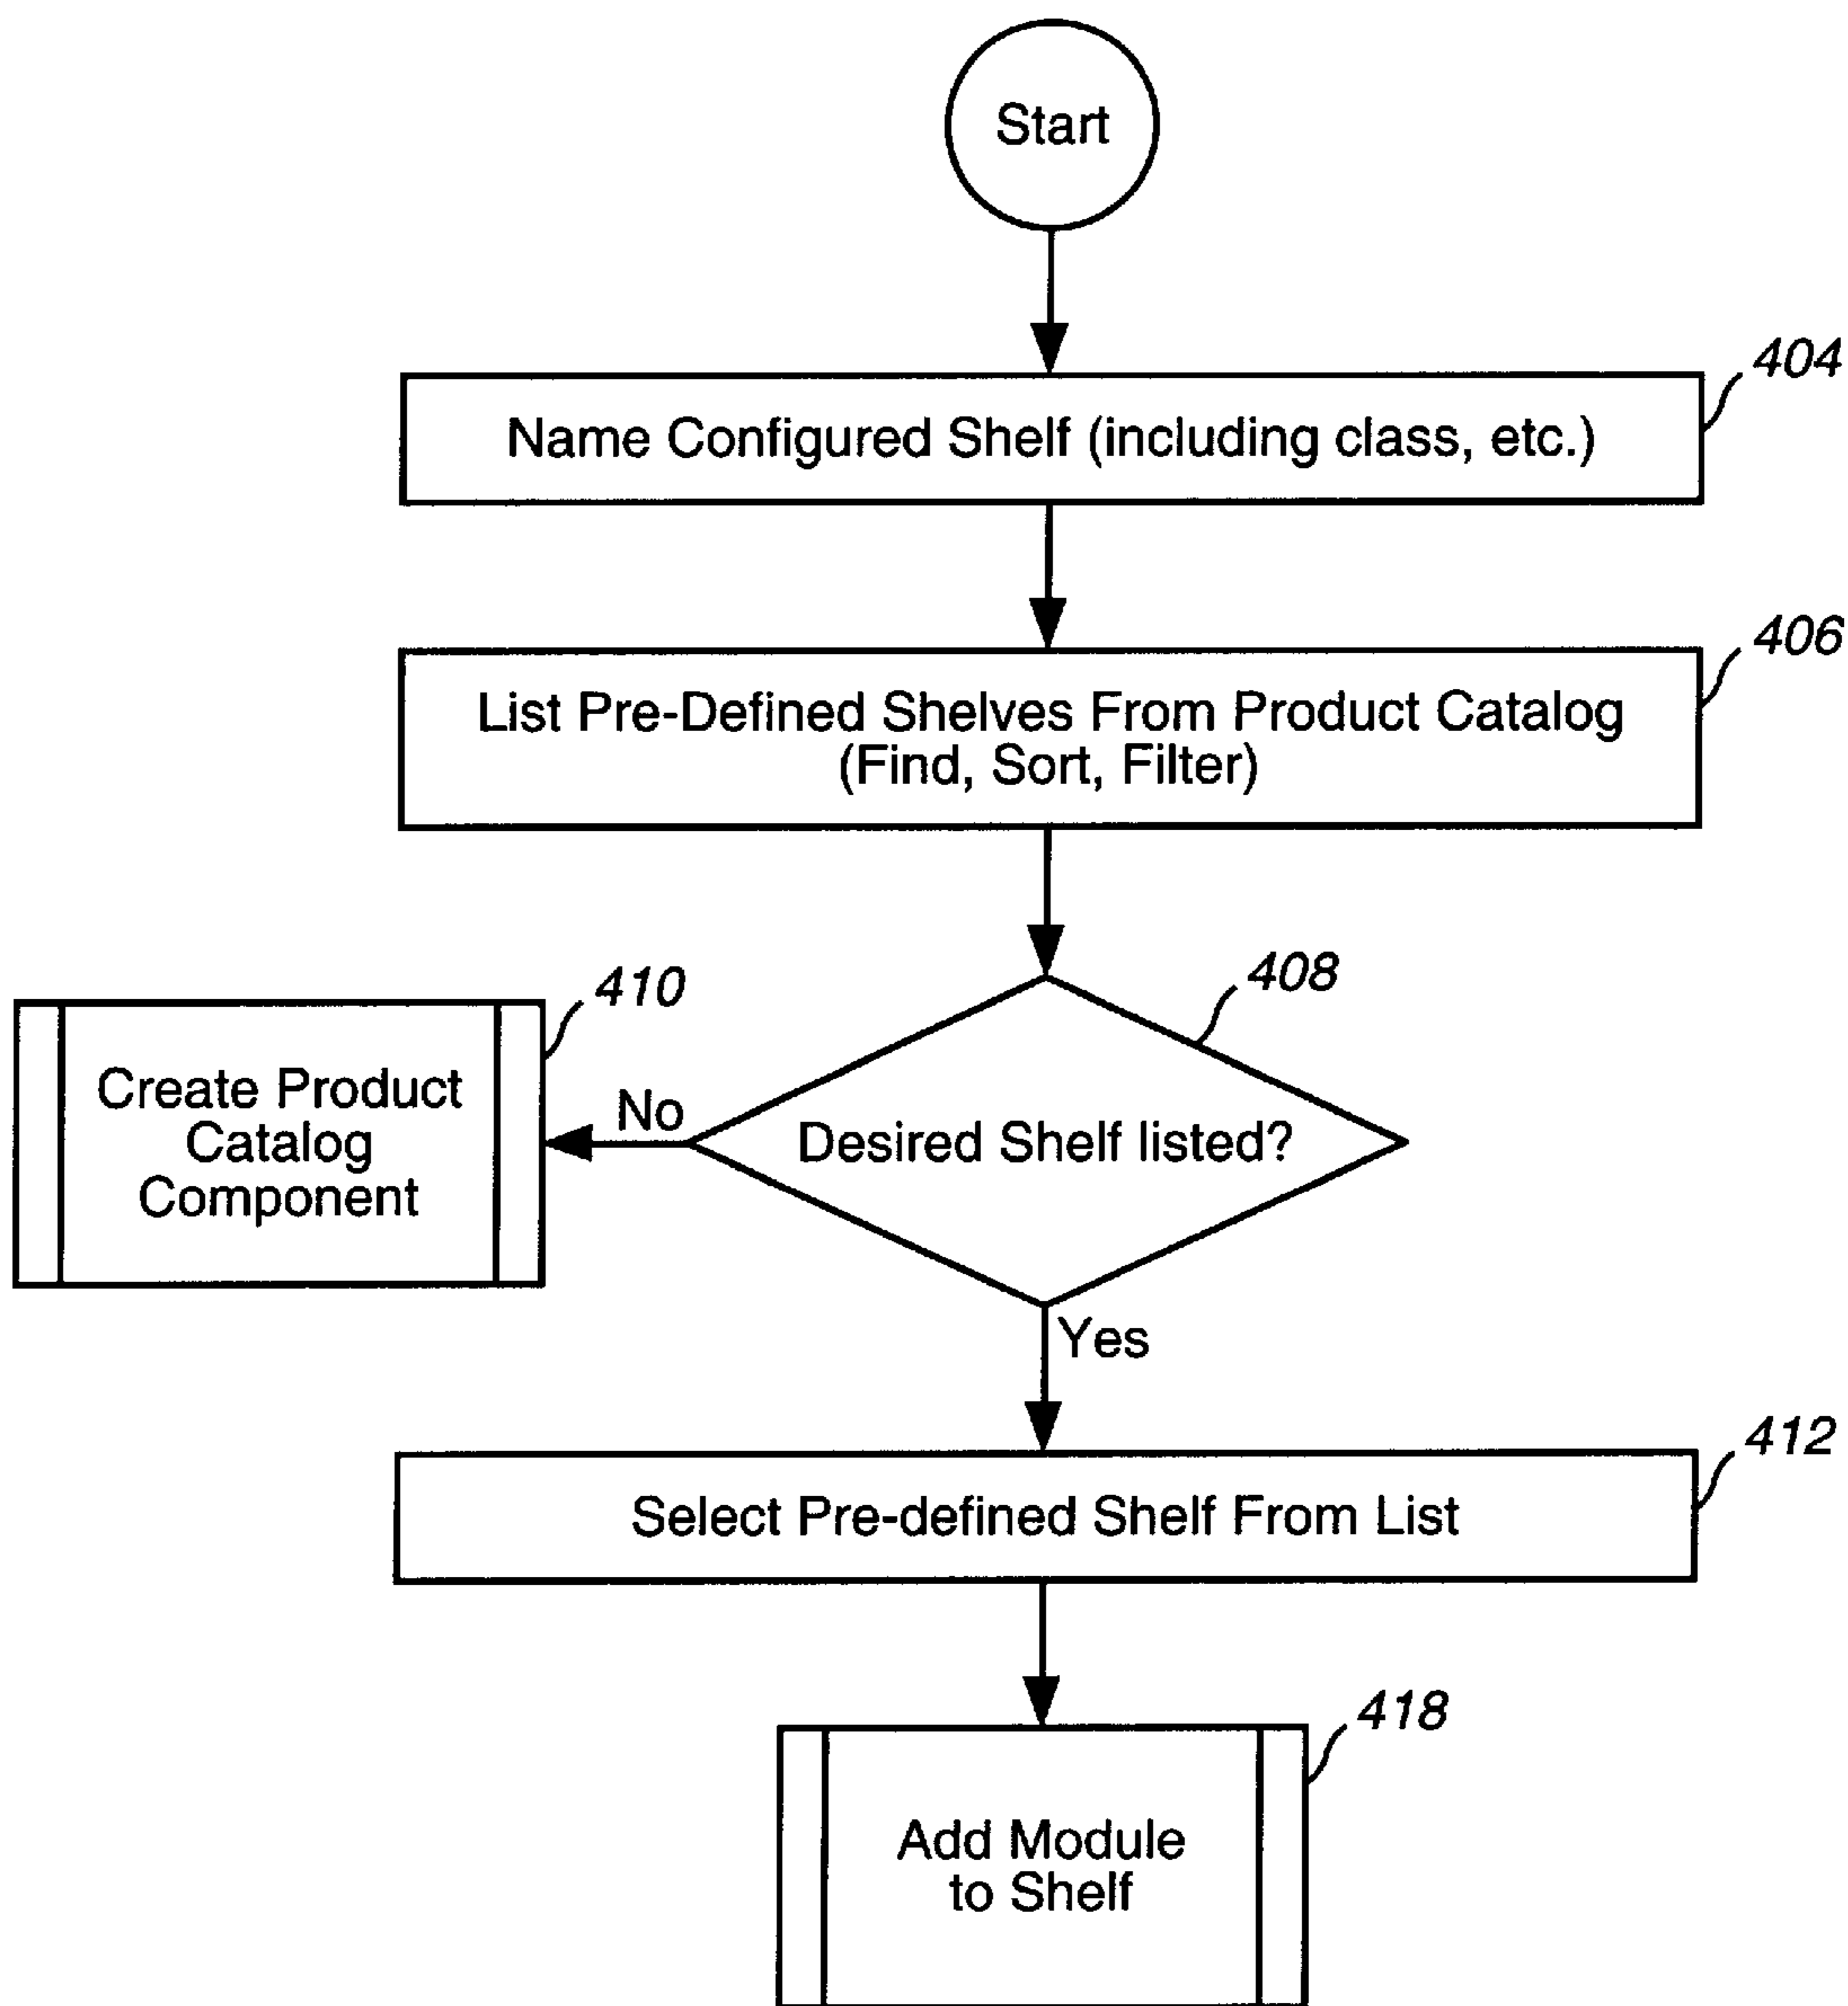 Start
404
Name Configured Shelf (including class, etc.)
406
List Pre-Defined Shelves From Product Catalog
(Find, Sort, Filter)
408
410
Create Product
Catalog
Component
No
Desired Shelf listed?
Yes
412
Select Pre-defined Shelf From List
418
Add Module
to Shelf